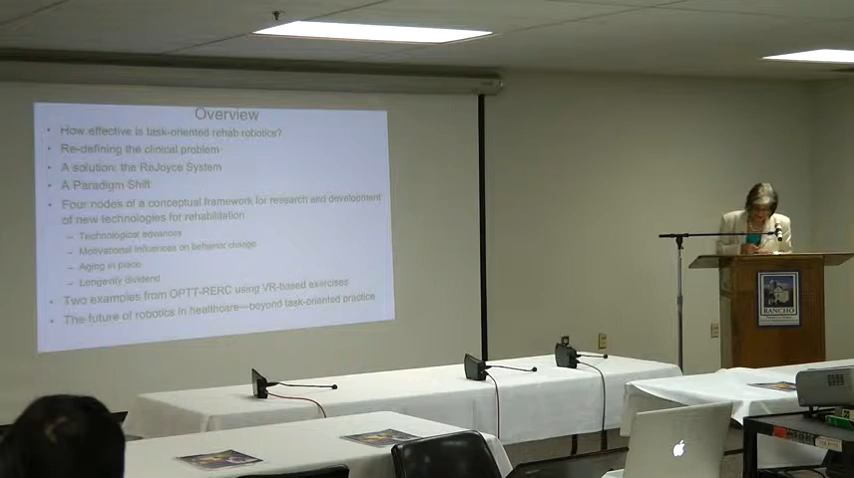 Overview
• How effective is task-oriented rehab robotics?
• Re-defining the clinical problem
• A solution: the ReJoyce System
• A Paradigm Shift
• Four nodes of a conceptual framework for research and development
of new technologies for rehabilitation
– Technological advances
– Motivational influences on behavior change
– Aging in place
– Longevity dividend
• Two examples from OPTT-RERC using VR-based exercises
• The future of robotics in healthcare—beyond task-oriented practice
RANCHO